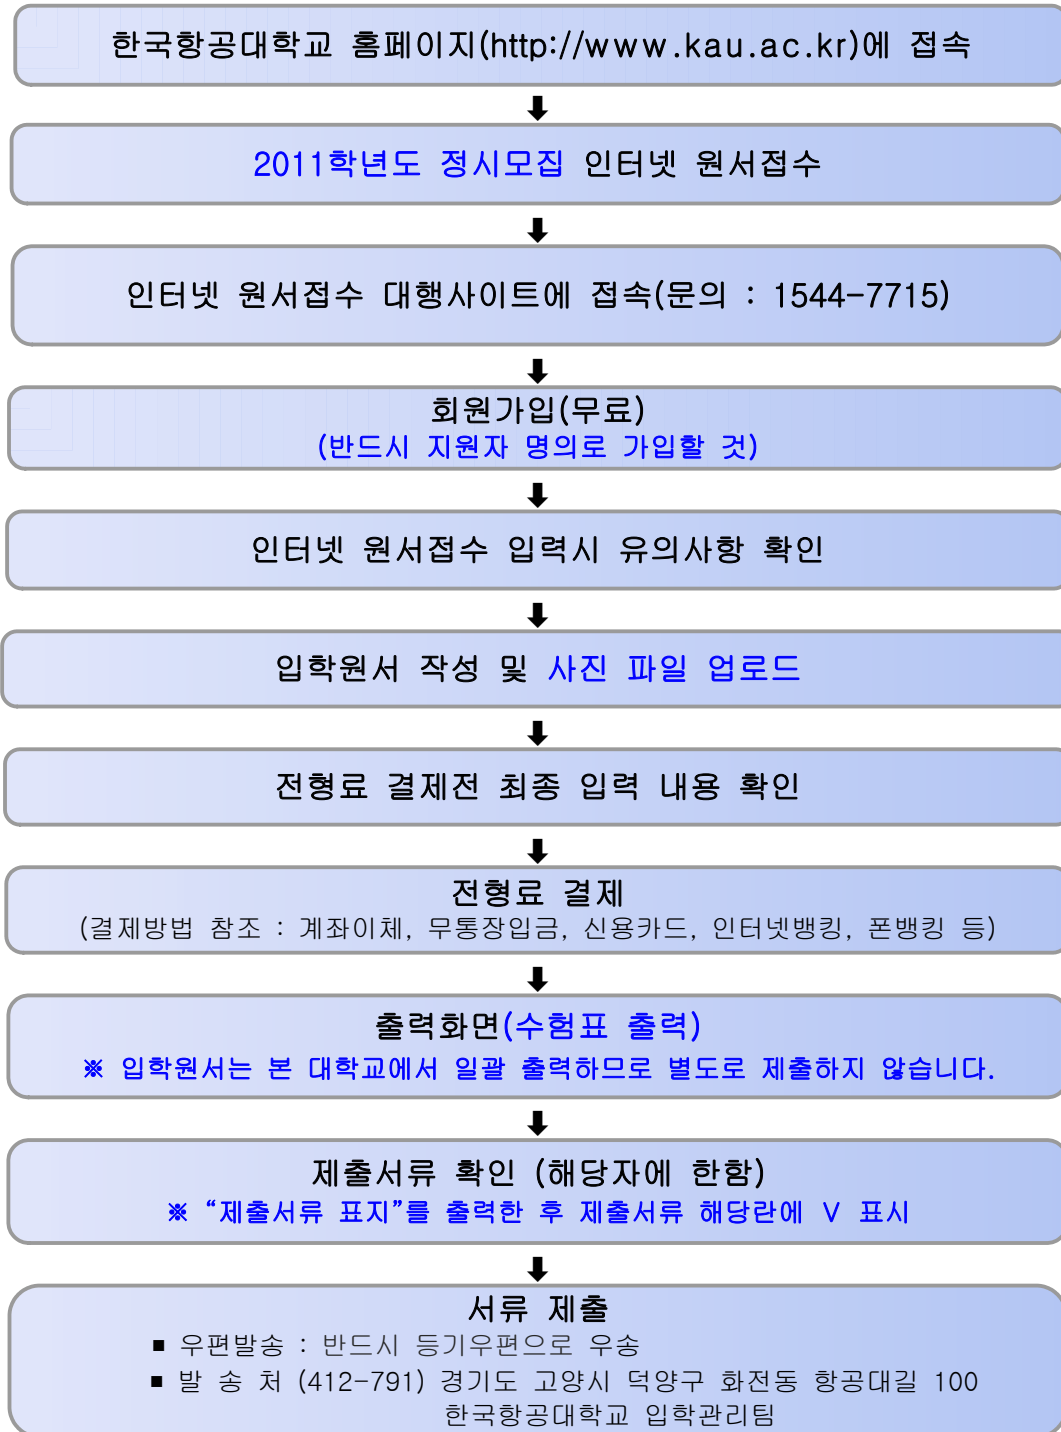 한국항공대학교 홈페이지(http://www.kau.ac.kr)에 접속
2011학년도 정시모집 인터넷 원서접수
인터넷 원서접수 대행사이트에 접속(문의 : 1544-7715)
회원가입(무료)
(반드시 지원자 명의로 가입할 것)
인터넷 원서접수 입력시 유의사항 확인
입학원서 작성 및 사진 파일 업로드
전형료 결제전 최종 입력 내용 확인
전형료 결제
(결제방법 참조 : 계좌이체, 무통장입금, 신용카드, 인터넷뱅킹, 폰뱅킹 등)
출력화면(수험표 출력)
※ 입학원서는 본 대학교에서 일괄 출력하므로 별도로 제출하지 않습니다.
제출서류 확인 (해당자에 한함)
※ “제출서류 표지”를 출력한 후 제출서류 해당란에 V 표시
서류 제출
▪ 우편발송 : 반드시 등기우편으로 우송
▪ 발 송 처 (412-791) 경기도 고양시 덕양구 화전동 항공대길 100
한국항공대학교 입학관리팀